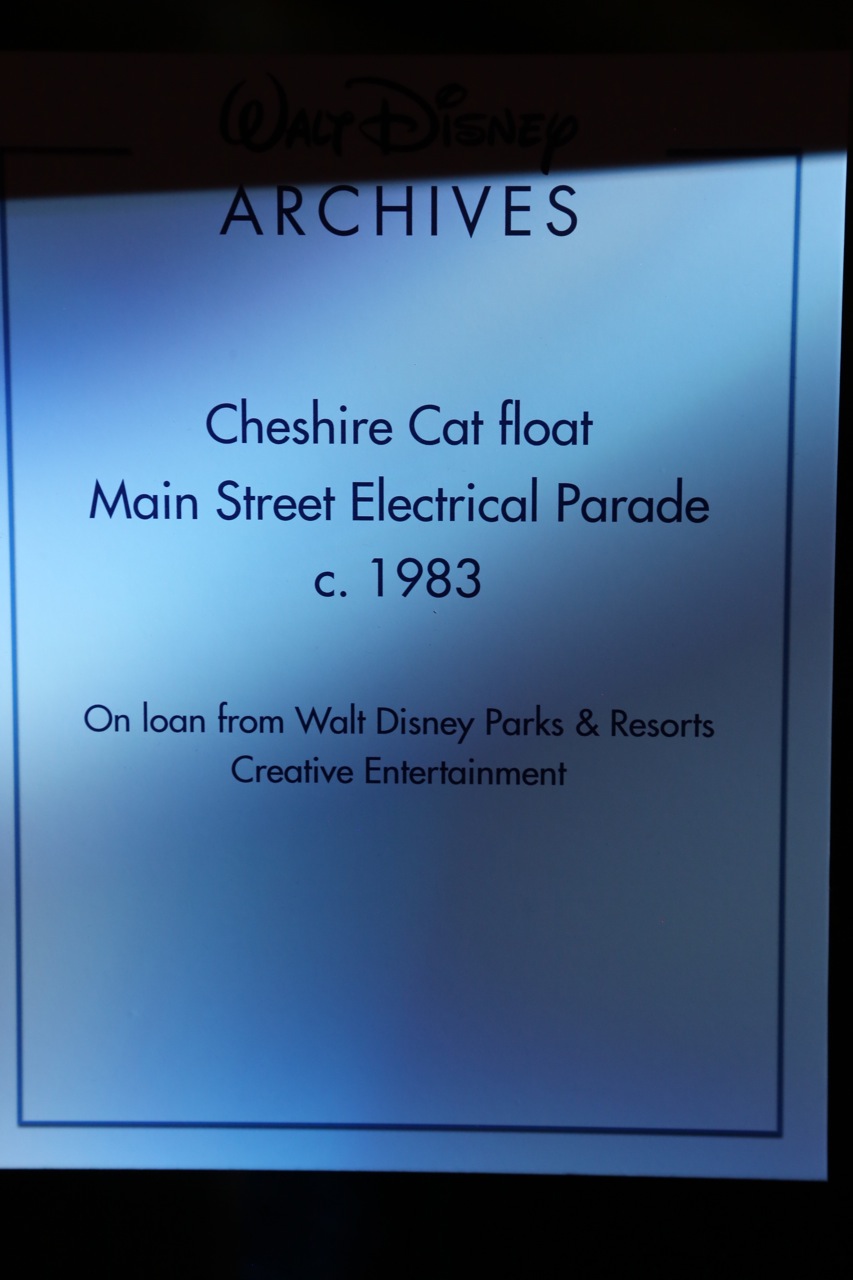 Walt Disney
ARCHIVES
Cheshire Cat float
Main Street Electrical Parade
c. 1983
On loan from Walt Disney Parks & Resorts
Creative Entertainment